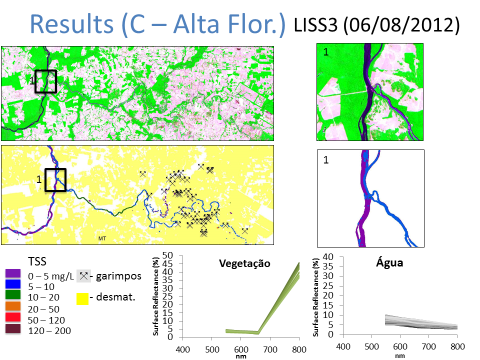 Results (C – Alta Flor.) LISS3 (06/08/2012)
1
1
1
1
MT
TSS
0 – 5 mg/L
5 – 10
10 – 20
20 – 50
50 – 120
120 – 200
- garimpos
- desmat.
Vegetação
Surface Reflectance (%)
50
45
40
35
30
25
20
15
10
5
0
400 500 600 700 800
nm
Água
Surface Reflectance (%)
40
35
30
25
20
15
10
5
0
400 500 600 700 800
nm